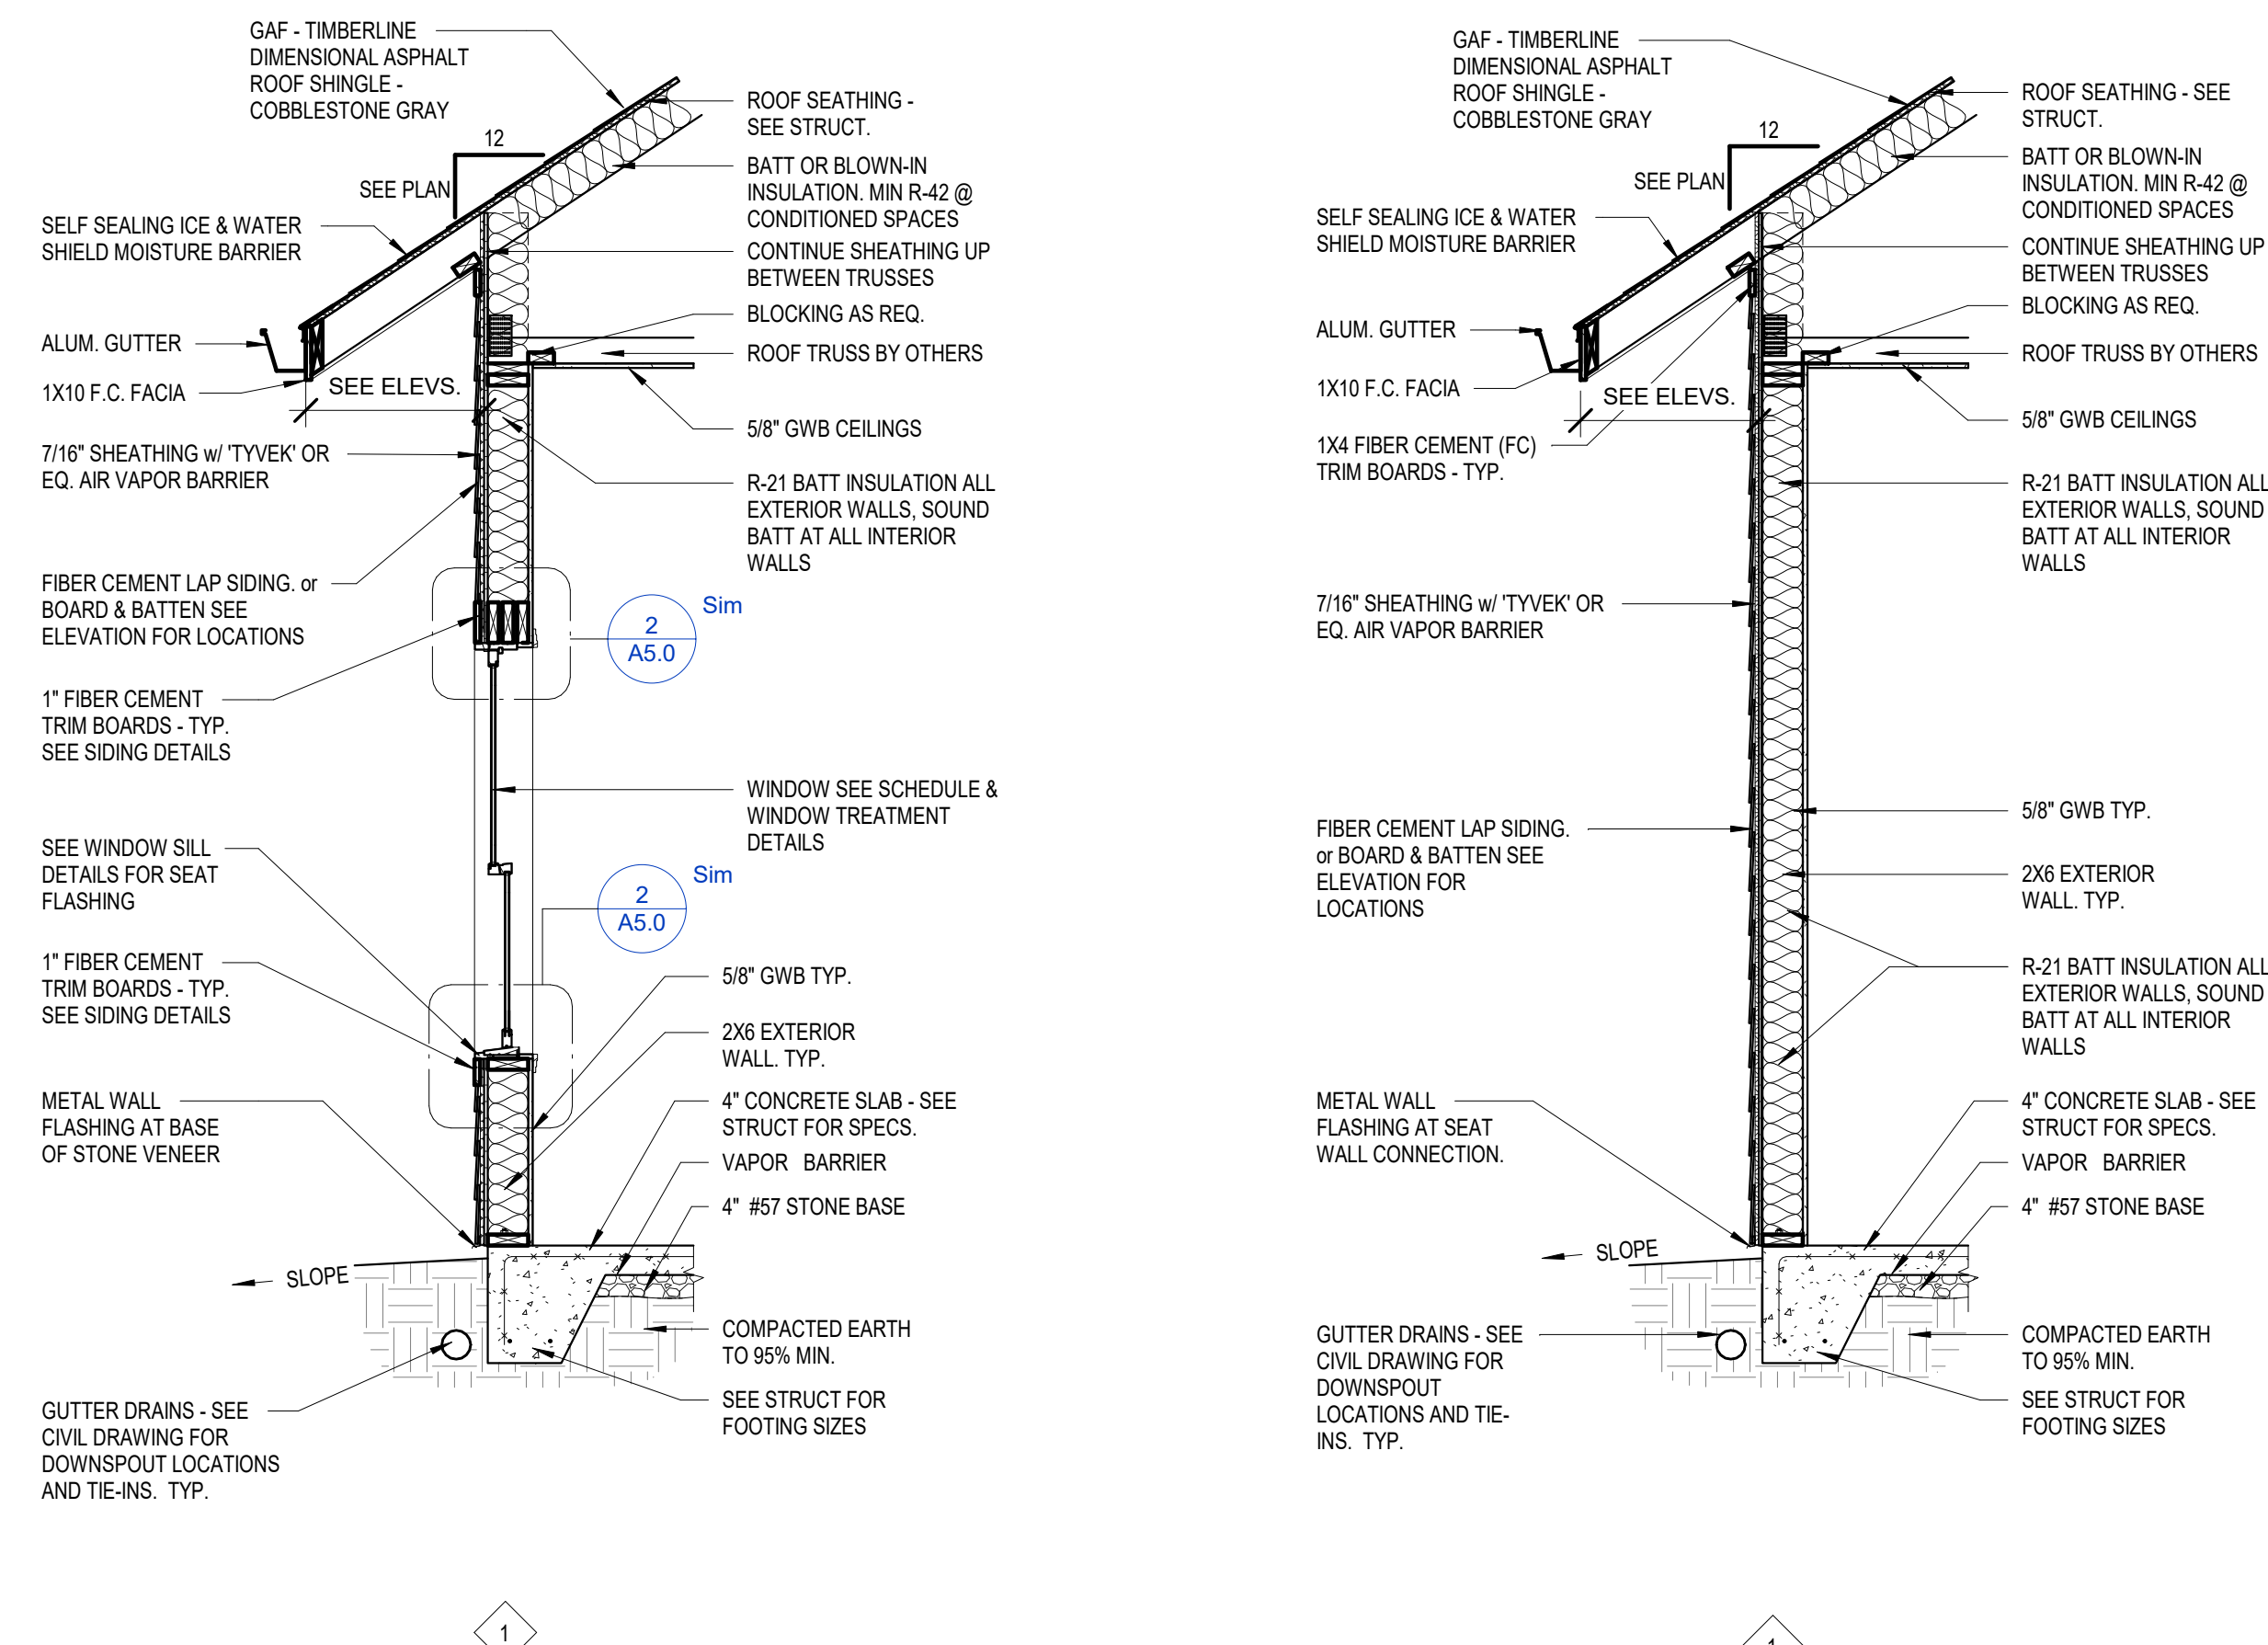 GAF - TIMBERLINE
DIMENSIONAL ASPHALT
ROOF SHINGLE -
COBBLESTONE GRAY
12
SEE PLAN
SELF SEALING ICE & WATER
SHIELD MOISTURE BARRIER
ALUM. GUTTER
1X10 F.C. FACIA
SEE ELEVS.
7/16" SHEATHING w/ 'TYVEK' OR
EQ. AIR VAPOR BARRIER
FIBER CEMENT LAP SIDING. or
BOARD & BATTEN SEE
ELEVATION FOR LOCATIONS
1" FIBER CEMENT
TRIM BOARDS - TYP.
SEE SIDING DETAILS
SEE WINDOW SILL
DETAILS FOR SEAT
FLASHING
1" FIBER CEMENT
TRIM BOARDS - TYP.
SEE SIDING DETAILS
METAL WALL
FLASHING AT BASE
OF STONE VENEER
SLOPE
GUTTER DRAINS - SEE
CIVIL DRAWING FOR
DOWNSPOUT LOCATIONS
AND TIE-INS. TYP.
ROOF SEATHING -
SEE STRUCT.
BATT OR BLOWN-IN
INSULATION. MIN R-42 @
CONDITIONED SPACES
CONTINUE SHEATHING UP
BETWEEN TRUSSES
BLOCKING AS REQ.
ROOF TRUSS BY OTHERS
5/8" GWB CEILINGS
R-21 BATT INSULATION ALL
EXTERIOR WALLS, SOUND
BATT AT ALL INTERIOR
WALLS
2
A5.0
Sim
WINDOW SEE SCHEDULE &
WINDOW TREATMENT
DETAILS
2
A5.0
Sim
5/8" GWB TYP.
2X6 EXTERIOR
WALL. TYP.
4" CONCRETE SLAB - SEE
STRUCT FOR SPECS.
VAPOR BARRIER
4" #57 STONE BASE
COMPACTED EARTH
TO 95% MIN.
SEE STRUCT FOR
FOOTING SIZES
1
GAF - TIMBERLINE
DIMENSIONAL ASPHALT
ROOF SHINGLE -
COBBLESTONE GRAY
12
SEE PLAN
SELF SEALING ICE & WATER
SHIELD MOISTURE BARRIER
ALUM. GUTTER
1X10 F.C. FACIA
SEE ELEVS.
1X4 FIBER CEMENT (FC)
TRIM BOARDS - TYP.
7/16" SHEATHING w/ 'TYVEK' OR
EQ. AIR VAPOR BARRIER
FIBER CEMENT LAP SIDING.
or BOARD & BATTEN SEE
ELEVATION FOR
LOCATIONS
METAL WALL
FLASHING AT SEAT
WALL CONNECTION.
SLOPE
GUTTER DRAINS - SEE
CIVIL DRAWING FOR
DOWNSPOUT
LOCATIONS AND TIE-
INS. TYP.
ROOF SEATHING - SEE
STRUCT.
BATT OR BLOWN-IN
INSULATION. MIN R-42 @
CONDITIONED SPACES
CONTINUE SHEATHING UP
BETWEEN TRUSSES
BLOCKING AS REQ.
ROOF TRUSS BY OTHERS
5/8" GWB CEILINGS
R-21 BATT INSULATION ALL
EXTERIOR WALLS, SOUND
BATT AT ALL INTERIOR
WALLS
5/8" GWB TYP.
2X6 EXTERIOR
WALL. TYP.
R-21 BATT INSULATION ALL
EXTERIOR WALLS, SOUND
BATT AT ALL INTERIOR
WALLS
4" CONCRETE SLAB - SEE
STRUCT FOR SPECS.
VAPOR BARRIER
4" #57 STONE BASE
COMPACTED EARTH
TO 95% MIN.
SEE STRUCT FOR
FOOTING SIZES